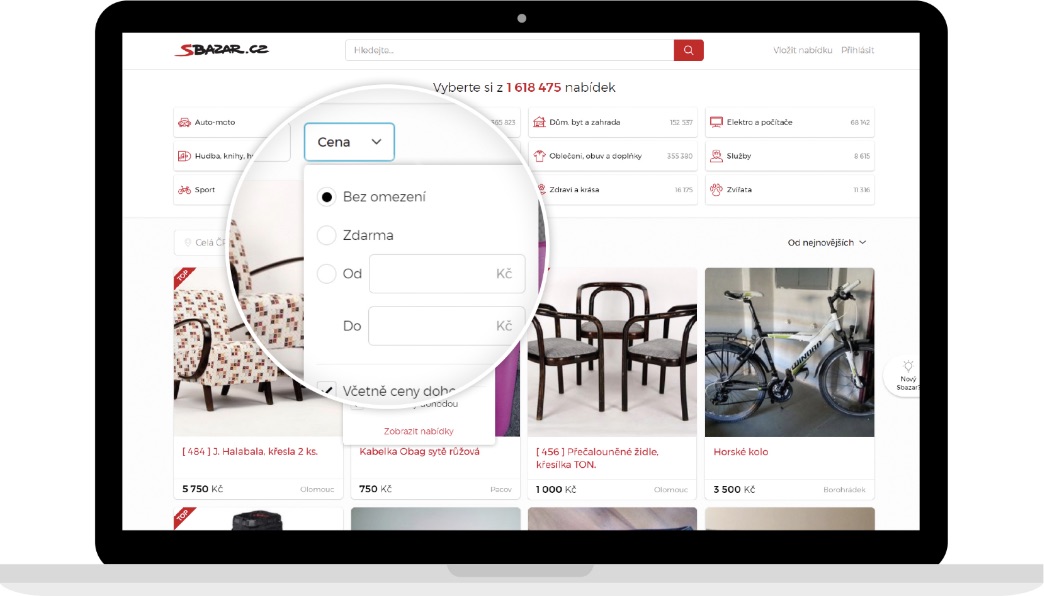 SBAZAR.CZ
Hledejte...
Vložit nabídku Přihlásit
Vyberte si z 1 618 475 nabídek
Auto-moto
Dům, byt a zahrada 152 537
Elektro a počítače 68 142
Hudba, knihy,
Oblečení, obuv a doplňky 355 380
Služby 8 615
Sport
Zdraví a krása 16 175
Zvířata 11 316
Cena
Bez omezení
Zdarma
Od Kč
Do Kč
Včetně ceny doho
dohodou
Zobrazit nabídky
Celá
Od nejnovějších
TOP
Nový
Sbazar
[ 484 ] J. Halabala, křesla 2 ks.
5 750 Kč Olomouc
Kabelka Obag sytě růžová
750 Kč Pacov
[ 456 ] Přečalouněné židle,
křesílka TON.
1 000 Kč Olomouc
Horské kolo
3 500 Kč Borohrádek
TOP